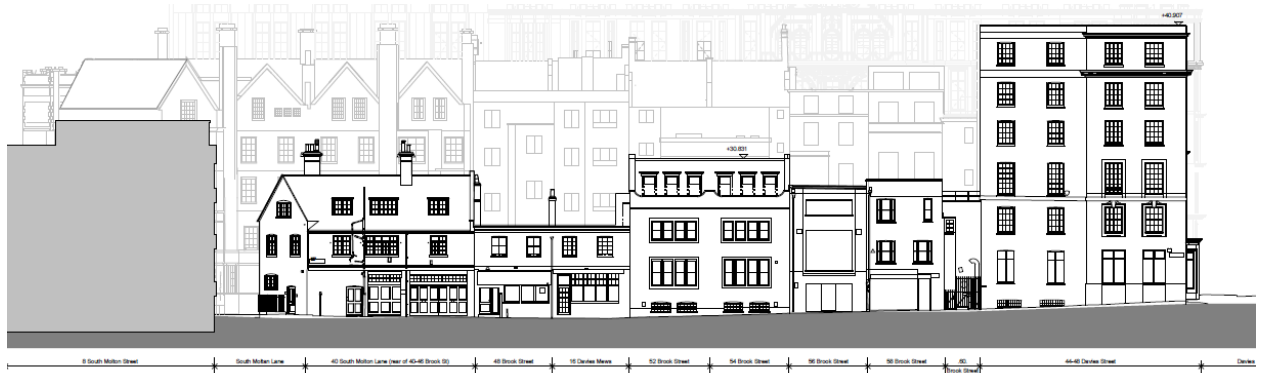 +40.907
+30.831
8 South Molton Street
South Molton Lane
40 South Molton Lane (rear of 40-46 Brook St)
48 Brook Street
16 Davies Mews
52 Brook Street
54 Brook Street
56 Brook Street
58 Brook Street
60
Brook Street
44-48 Davies Street
Davies